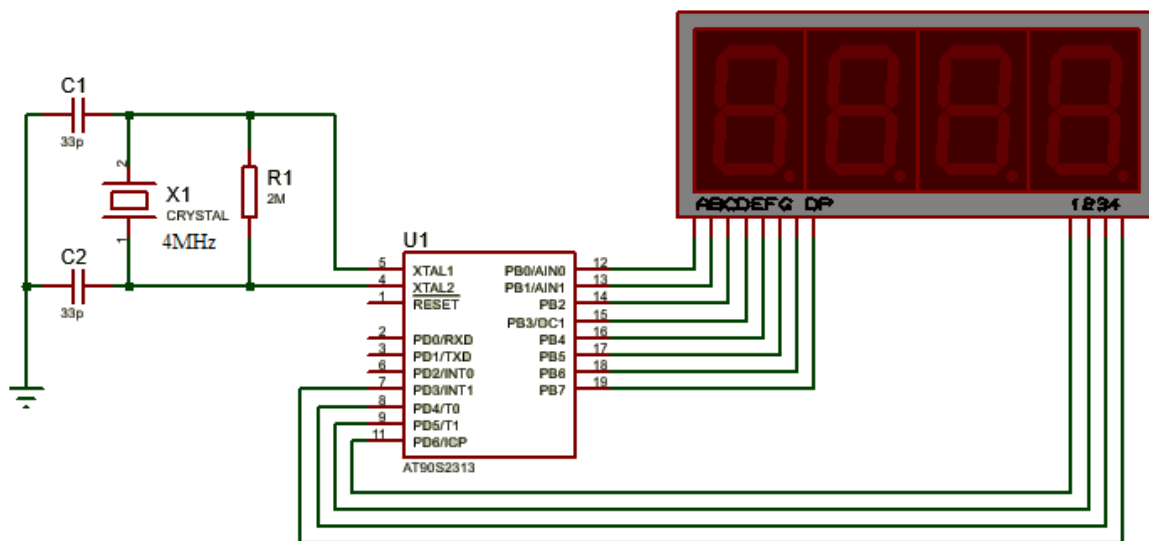 C1
33p
2
X1
CRYSTAL
4MHz
1
R1
2M
C2
33p
ABCDEFG DP
1234
U1
5 XTAL1
4 XTAL2
1 RESET
2 PD0/RXD
3 PD1/TXD
6 PD2/INT0
7 PD3/INT1
8 PD4/T0
9 PD5/T1
11 PD6/ICP
PB0/AIN0 12
PB1/AIN1 13
PB2 14
PB3/OC1 15
PB4 16
PB5 17
PB6 18
PB7 19
AT90S2313